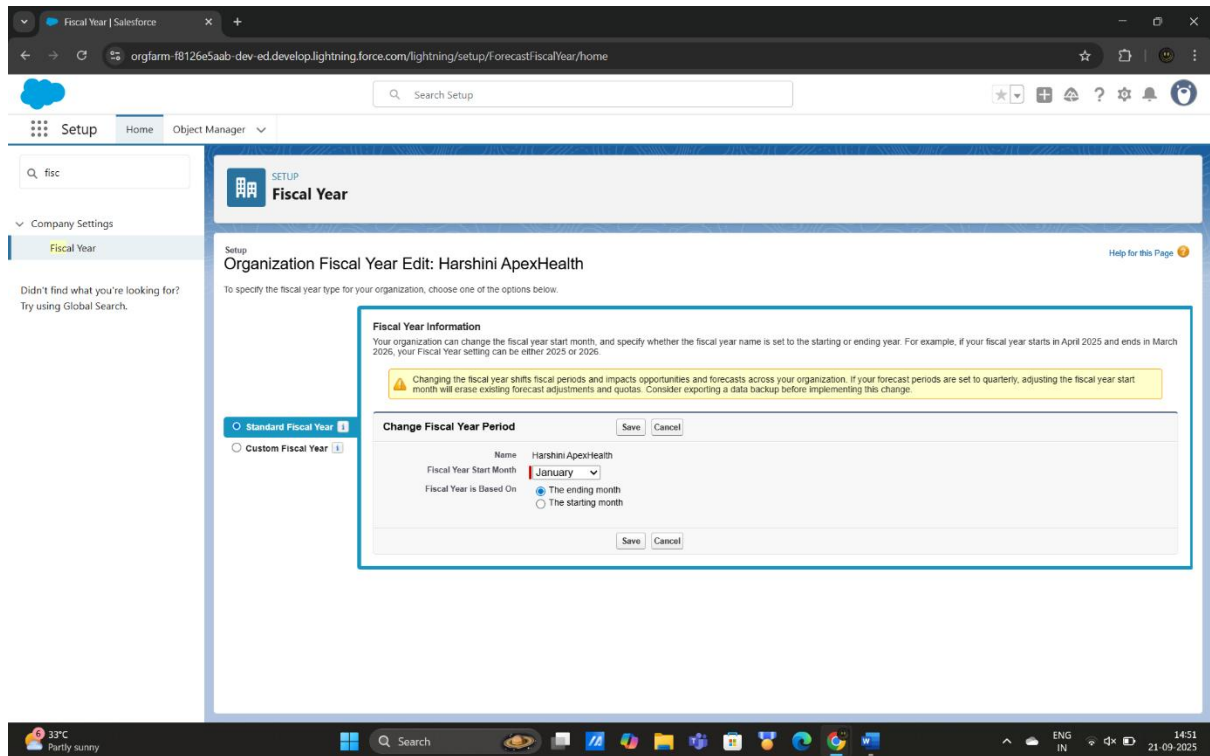 Fiscal Year | Salesforce
orgfarm-f8126e5aab-dev-ed.develop.lightning.force.com/lightning/setup/ForecastFiscalYear/home
Search Setup
Setup Home Object Manager
fisc
Company Settings
Fiscal Year
Didn't find what you're looking for?
Try using Global Search.
SETUP
Fiscal Year
Setup
Organization Fiscal Year Edit: Harshini ApexHealth
Help for this Page
To specify the fiscal year type for your organization, choose one of the options below.
Fiscal Year Information
Your organization can change the fiscal year start month, and specify whether the fiscal year name is set to the starting or ending year. For example, if your fiscal year starts in April 2025 and ends in March
2026, your Fiscal Year setting can be either 2025 or 2026.
Changing the fiscal year shifts fiscal periods and impacts opportunities and forecasts across your organization. If your forecast periods are set to quarterly, adjusting the fiscal year start
month will erase existing forecast adjustments and quotas. Consider exporting a data backup before implementing this change.
Standard Fiscal Year i
Custom Fiscal Year i
Change Fiscal Year Period Save Cancel
Name Harshini ApexHealth
Fiscal Year Start Month January
Fiscal Year is Based On The ending month
The starting month
Save Cancel
6
33°C
Partly sunny
Search
ENG
IN
14:51
21-09-2025